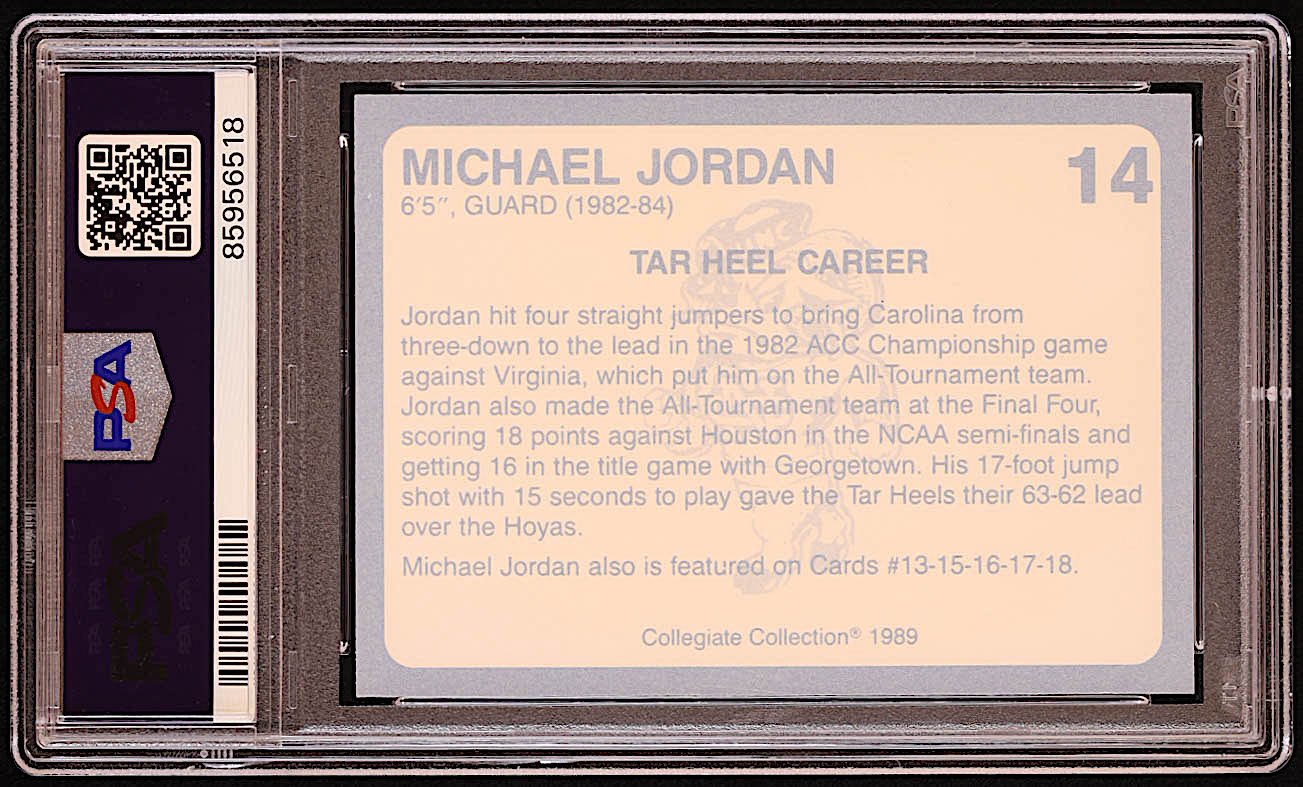 85956518
PSA
PSA
MICHAEL JORDAN
14
6'5", GUARD (1982-84)
TAR HEEL CAREER
Jordan hit four straight jumpers to bring Carolina from
three-down to the lead in the 1982 ACC Championship game
against Virginia, which put him on the All-Tournament team.
Jordan also made the All-Tournament team at the Final Four,
scoring 18 points against Houston in the NCAA semi-finals and
getting 16 in the title game with Georgetown. His 17-foot jump
shot with 15 seconds to play gave the Tar Heels their 63-62 lead
over the Hoyas.
Michael Jordan also is featured on Cards #13-15-16-17-18.
Collegiate Collection® 1989
PSA